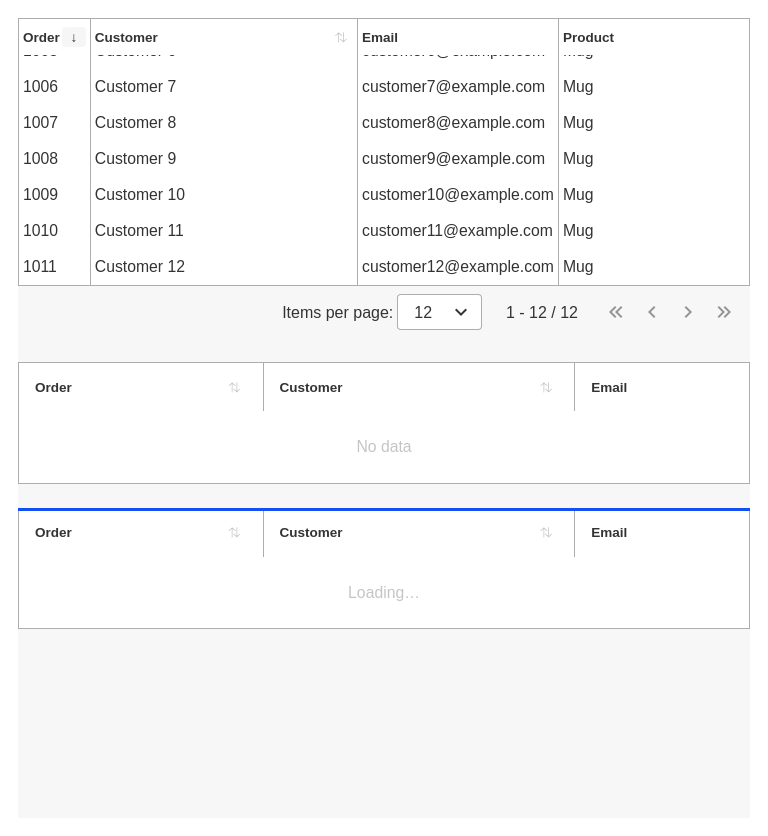 Order ↓ Customer Email Product
1006 Customer 7 customer7@example.com Mug
1007 Customer 8 customer8@example.com Mug
1008 Customer 9 customer9@example.com Mug
1009 Customer 10 customer10@example.com Mug
1010 Customer 11 customer11@example.com Mug
1011 Customer 12 customer12@example.com Mug
Items per page: 12 1 - 12 / 12
Order Customer Email
No data
Order Customer Email
Loading...